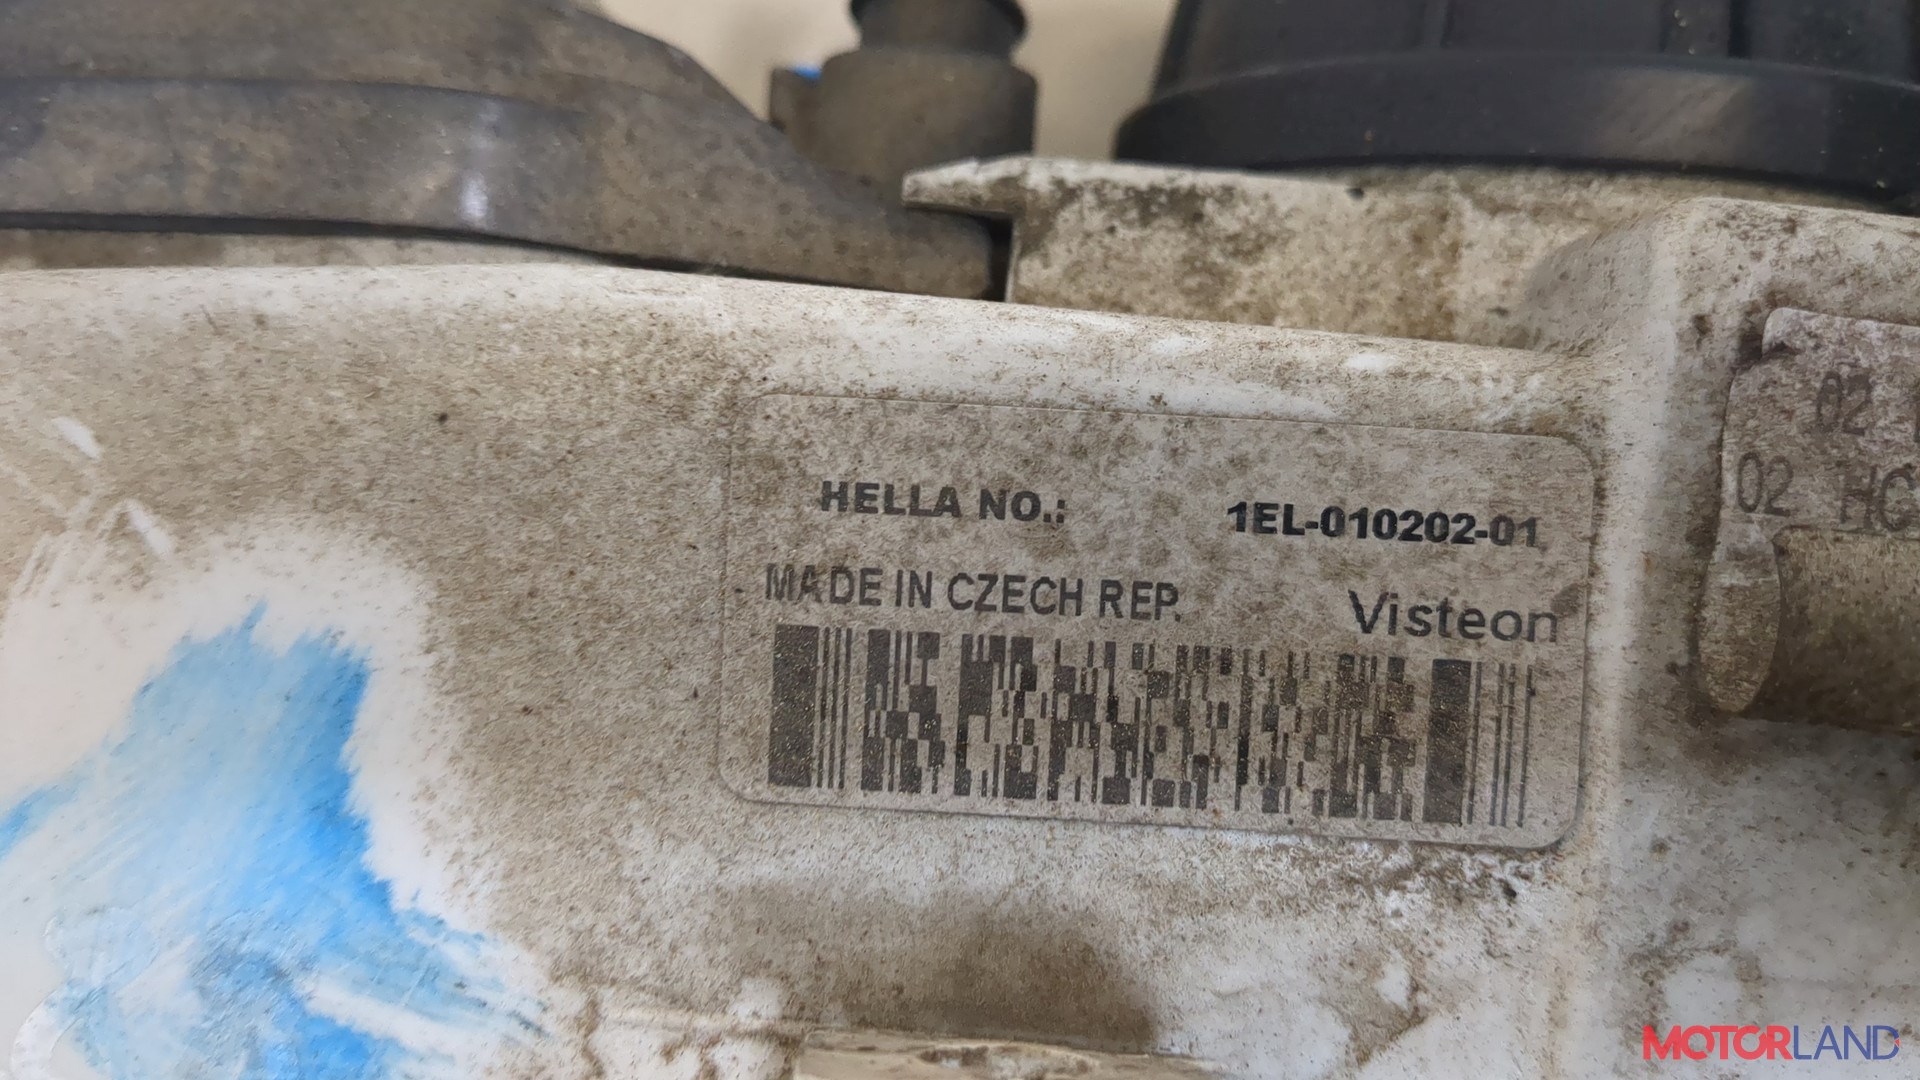 HELLA NO.: 1EL-010202-01
MADE IN CZECH REP. Visteon
02
02 HC
MOTORLAND